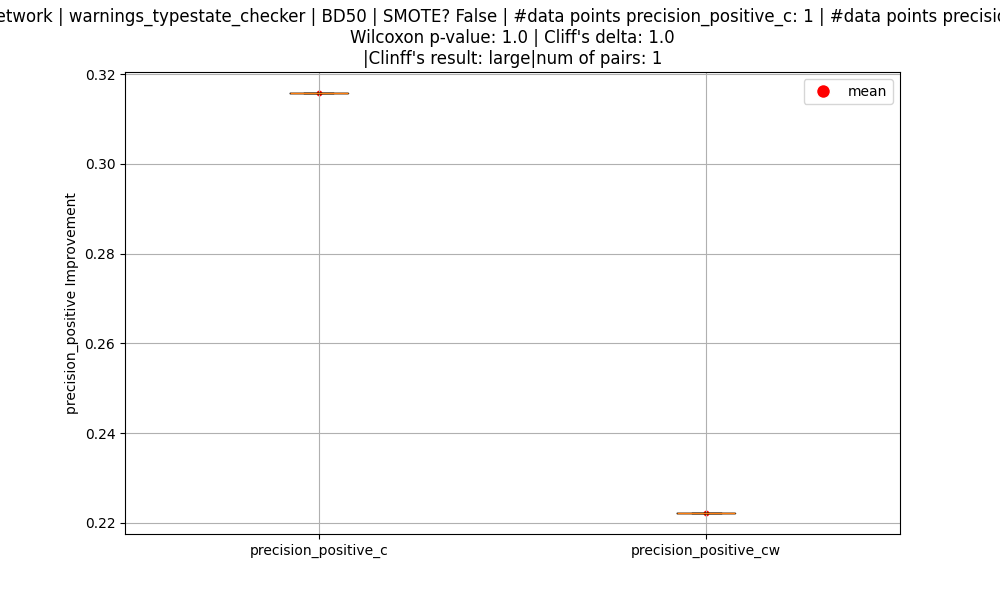 etwork | warnings_typestate_checker | BD50 | SMOTE? False | #data points precision_positive_c: 1 | #data points precisio
Wilcoxon p-value: 1.0 | Cliff's delta: 1.0
|Clinff's result: large|num of pairs: 1
mean
0.32
0.30
0.28
0.26
0.24
0.22
precision_positive Improvement
precision_positive_c
precision_positive_cw